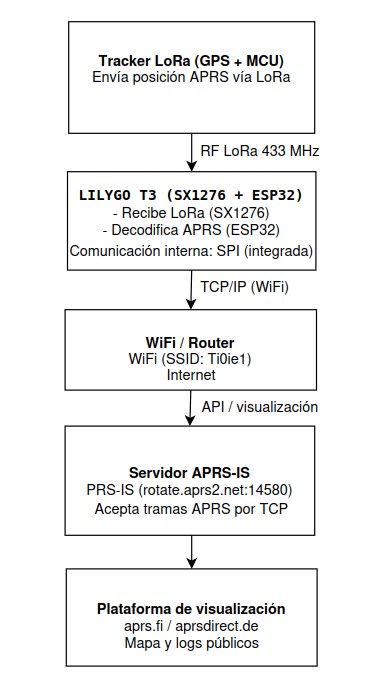 Tracker LoRa (GPS + MCU)
Envía posición APRS vía LoRa
RF LoRa 433 MHz
LILYGO T3 (SX1276 + ESP32)
- Recibe LoRa (SX1276)
- Decodifica APRS (ESP32)
Comunicación interna: SPI (integrada)
TCP/IP (WiFi)
WiFi / Router
WiFi (SSID: Ti0ie1)
Internet
API / visualización
Servidor APRS-IS
PRS-IS (rotate.aprs2.net:14580)
Acepta tramas APRS por TCP
Plataforma de visualización
aprs.fi / aprsdirect.de
Mapa y logs públicos